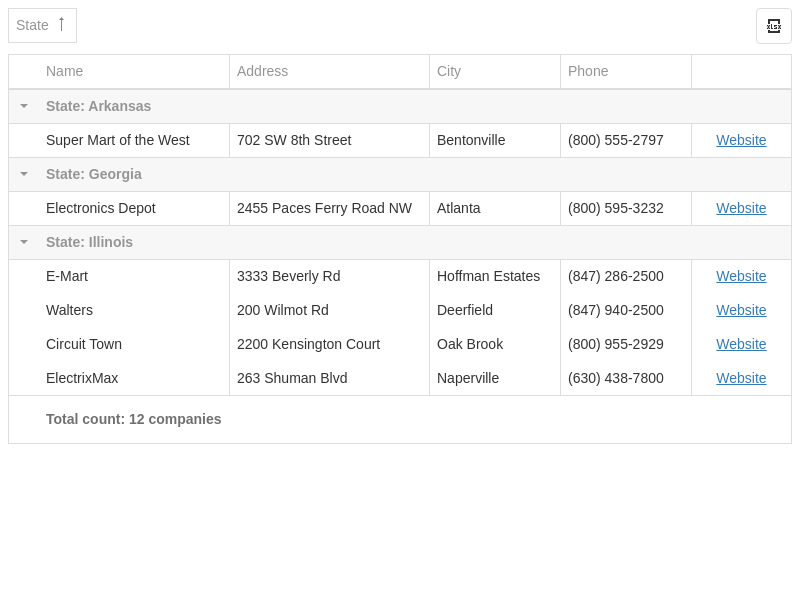 State
XLSX
Name Address City Phone
State: Arkansas
Super Mart of the West 702 SW 8th Street Bentonville (800) 555-2797 Website
State: Georgia
Electronics Depot 2455 Paces Ferry Road NW Atlanta (800) 595-3232 Website
State: Illinois
E-Mart 3333 Beverly Rd Hoffman Estates (847) 286-2500 Website
Walters 200 Wilmot Rd Deerfield (847) 940-2500 Website
Circuit Town 2200 Kensington Court Oak Brook (800) 955-2929 Website
ElectrixMax 263 Shuman Blvd Naperville (630) 438-7800 Website
Total count: 12 companies